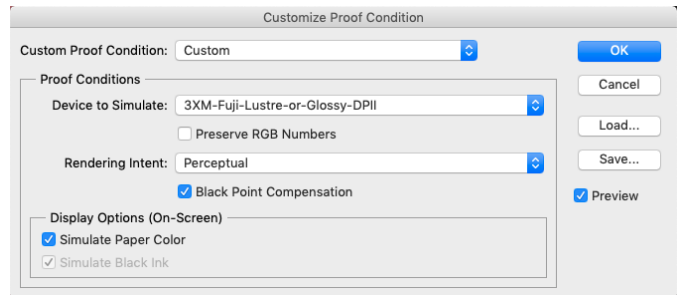 Customize Proof Condition
Custom Proof Condition: Custom
OK
Proof Conditions
Cancel
Device to Simulate: 3XM-Fuji-Lustre-or-Glossy-DPII
Preserve RGB Numbers
Load...
Rendering Intent: Perceptual
Save...
Black Point Compensation
Preview
Display Options (On-Screen)
Simulate Paper Color
Simulate Black Ink